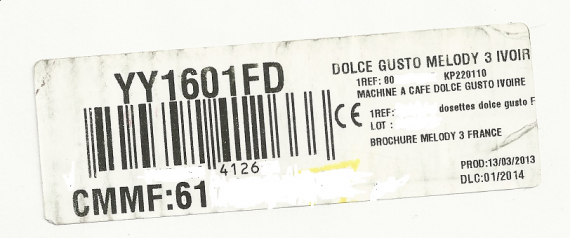 YY1601FD
4126
CMMF:61
DOLCE GUSTO MELODY 3 IVOIR
1REF: 80 KP220110
MACHINE A CAFE DOLCE GUSTO IVOIRE
CE
1REF: dosettes dolce gusto F
LOT :
BROCHURE MELODY 3 FRANCE
PROD:13/03/2013
DLC:01/2014